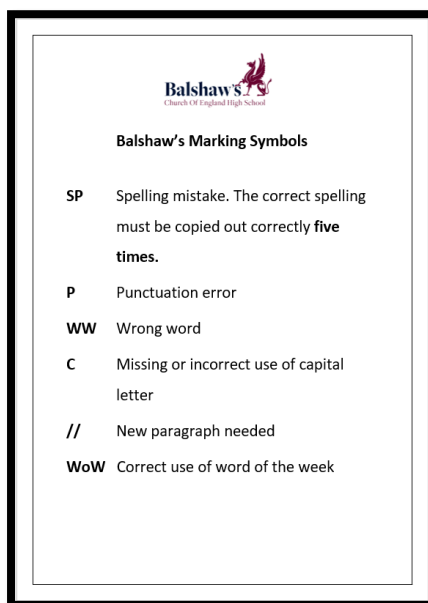 Balshaw's
Church Of England High School
Balshaw's Marking Symbols
SP Spelling mistake. The correct spelling
must be copied out correctly five
times.
P Punctuation error
WW Wrong word
C Missing or incorrect use of capital
letter
// New paragraph needed
WoW Correct use of word of the week